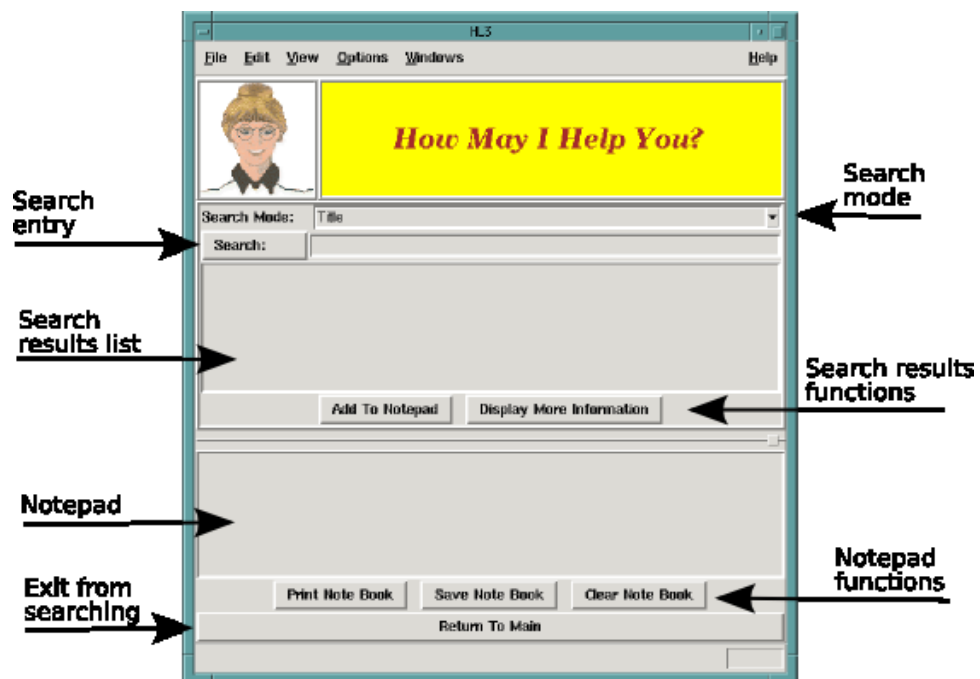 HL3
File Edit View Options Windows Help
How May I Help You?
Search
entry
Search
mode
Search Mode: Title
Search:
Search
results list
Search results
functions
Add To Notepad Display More Information
Notepad
Notepad
functions
Exit from
searching
Print Note Book Save Note Book Clear Note Book
Return To Main